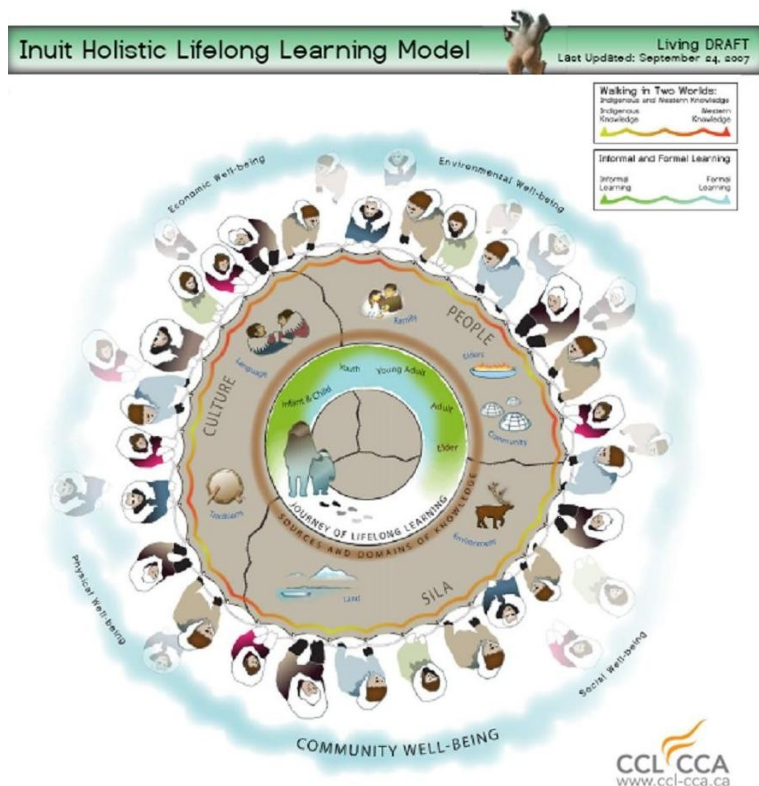 Inuit Holistic Lifelong Learning Model
Living DRAFT
Last Updated: September 24, 2007
Walking in Two Worlds:
Indigenous and Western Knowledge
Indigenous Knowledge
Western Knowledge
Informal and Formal Learning
Informal Learning
Formal Learning
Economic Well-being
Environmental Well-being
Family
PEOPLE
Elders
Community
Language
CULTURE
Traditions
Youth
Young Adult
Infant & Child
Adult
Elder
JOURNEY OF LIFELONG LEARNING
SOURCES AND DOMAINS OF KNOWLEDGE
Environment
Land
SILA
Physical Well-being
Social Well-being
COMMUNITY WELL-BEING
CCL CCA
www.ccl-cca.ca